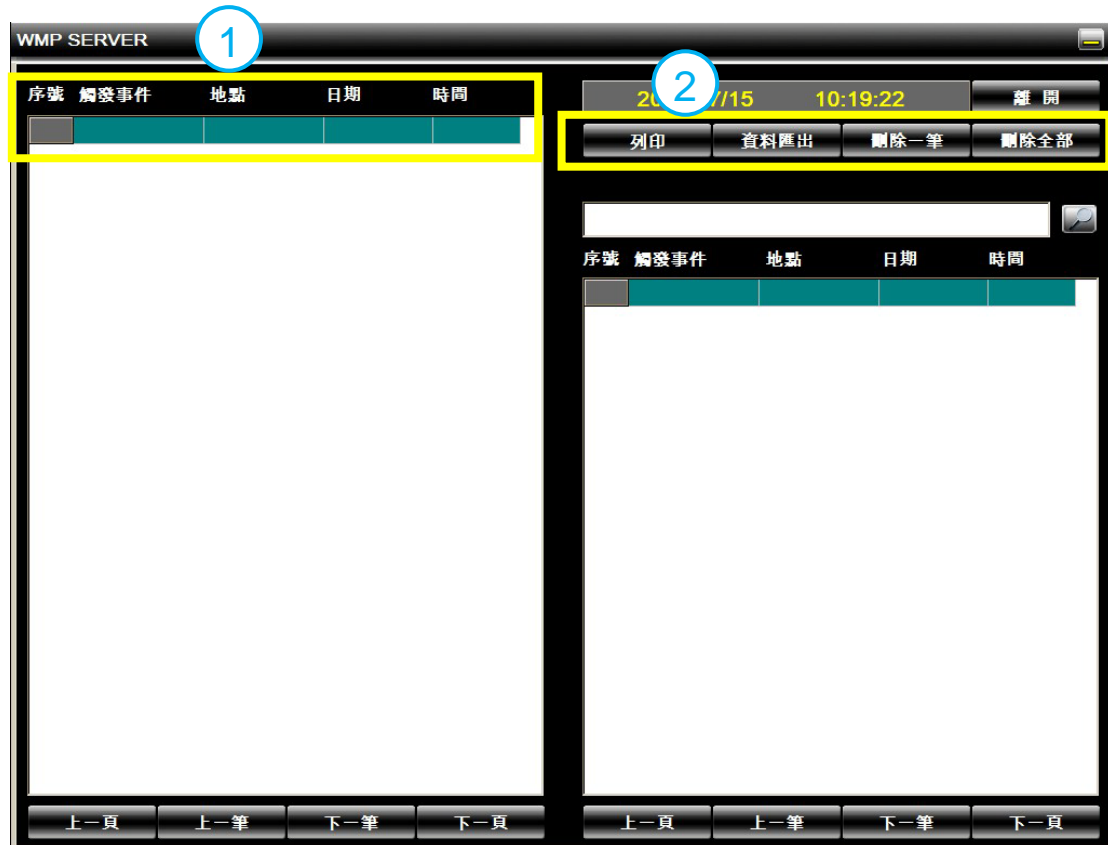 WMP SERVER
1
序號 觸發事件 地點 日期 時間
上一頁 上一筆 下一筆 下一頁
2
20 7/15 10:19:22 離 開
列印 資料匯出 刪除一筆 刪除全部
序號 觸發事件 地點 日期 時間
上一頁 上一筆 下一筆 下一頁